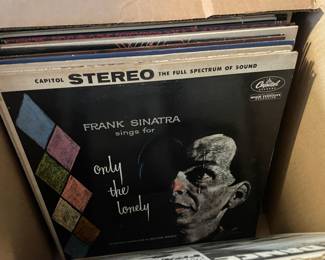 CAPITOL STEREO THE FULL SPECTRUM OF SOUND
Capitol
FRANK SINATRA
sings for
only
the
lonely